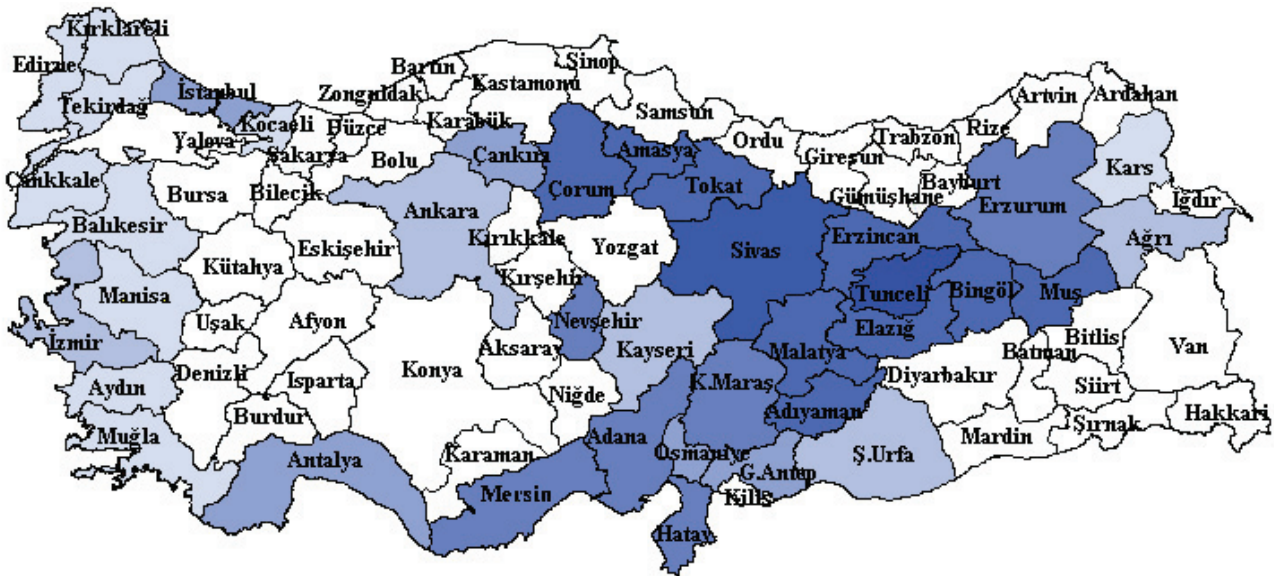 Kırklareli
Edirne
Tekirdağ
İstanbul
Kocaeli
Yalova
Sakarya
Düzce
Bolu
Zonguldak
Bartın
Karabük
Kastamonu
Sinop
Samsun
Çankırı
Çorum
Amasya
Tokat
Ordu
Giresun
Trabzon
Rize
Artvin
Ardahan
Gümüşhane
Bayburt
Erzurum
Kars
Iğdır
Ağrı
Çankkale
Balıkesir
Bursa
Bilecik
Eskişehir
Kütahya
Ankara
Kırıkkale
Kırşehir
Yozgat
Sivas
Erzincan
Tunceli
Bingöl
Muş
Elazığ
Malatya
Manisa
İzmir
Uşak
Afyon
Aydın
Denizli
Muğla
Isparta
Burdur
Antalya
Konya
Aksaray
Nevşehir
Niğde
Kayseri
Karaman
Mersin
Adana
Osmaniye
Hatay
K.Maraş
Adıyaman
G.Antep
Kilis
Ş.Urfa
Diyarbakır
Mardin
Batman
Bitlis
Siirt
Şırnak
Van
Hakkari